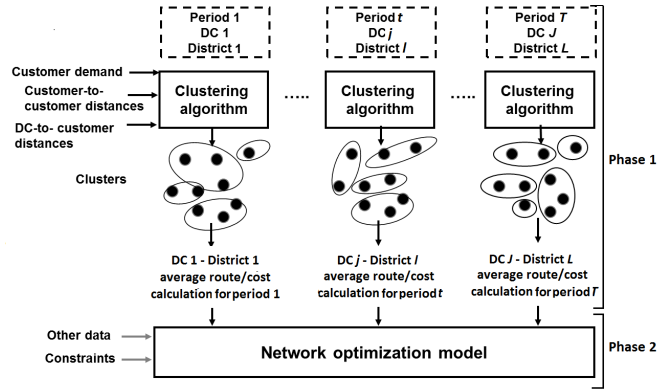 Period 1
DC 1
District 1
Period t
DC j
District l
Period T
DC J
District L
Customer demand
Customer-to-
customer distances
DC-to- customer
distances
Clustering
algorithm
.....
Clustering
algorithm
.....
Clustering
algorithm
Phase 1
Clusters
DC 1 - District 1
average route/cost
calculation for period 1
DC j - District l
average route/cost
calculation for period t
DC J - District L
average route/cost
calculation for period T
Other data
Constraints
Network optimization model
Phase 2